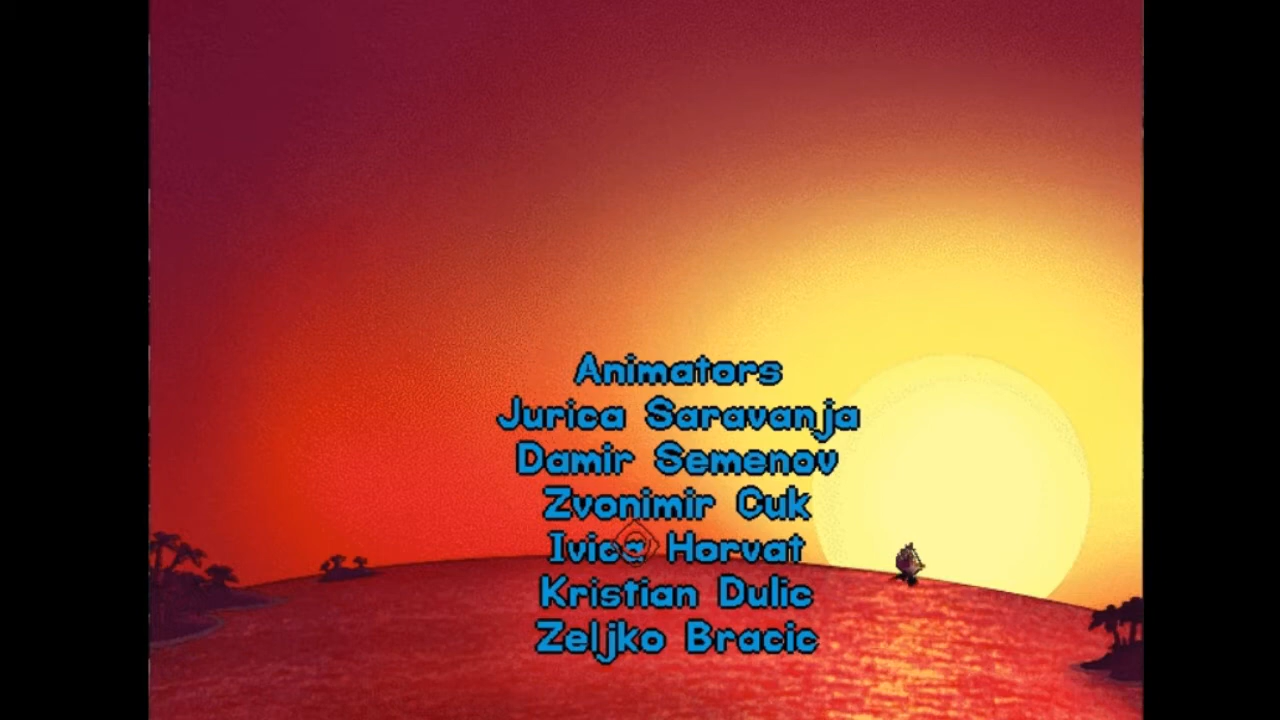 Animators
Jurica Saravanja
Damir Semenov
Zvonimir Cuk
Ivica Horvat
Kristian Dulic
Zeljko Bracic